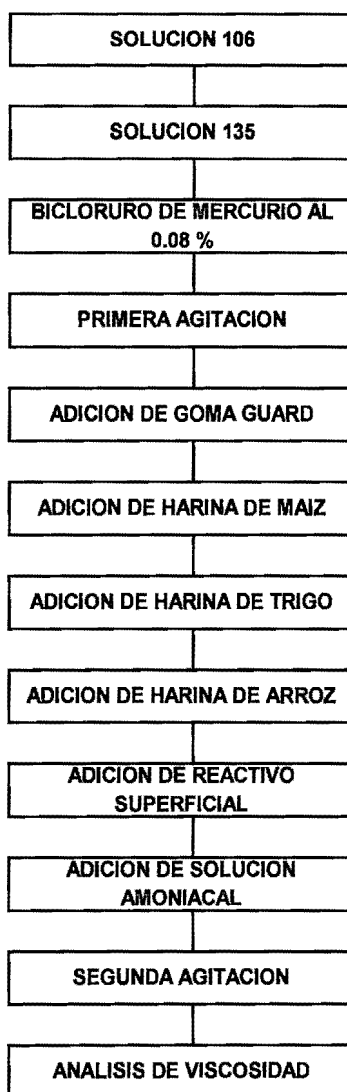 SOLUCION 106
SOLUCION 135
BICLORURO DE MERCURIO AL
0.08 %
PRIMERA AGITACION
ADICION DE GOMA GUARD
ADICION DE HARINA DE MAIZ
ADICION DE HARINA DE TRIGO
ADICION DE HARINA DE ARROZ
ADICION DE REACTIVO
SUPERFICIAL
ADICION DE SOLUCION
AMONIACAL
SEGUNDA AGITACION
ANALISIS DE VISCOSIDAD